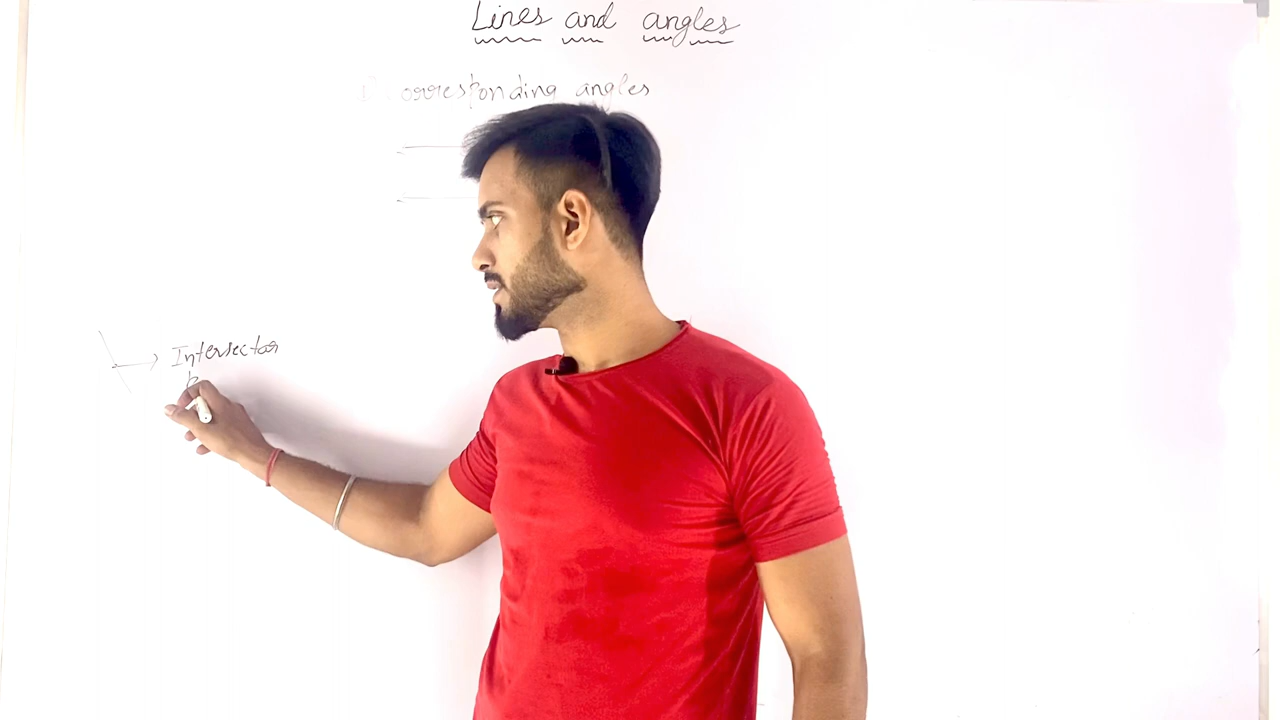 Lines and angles
orresponding angles
Intersector